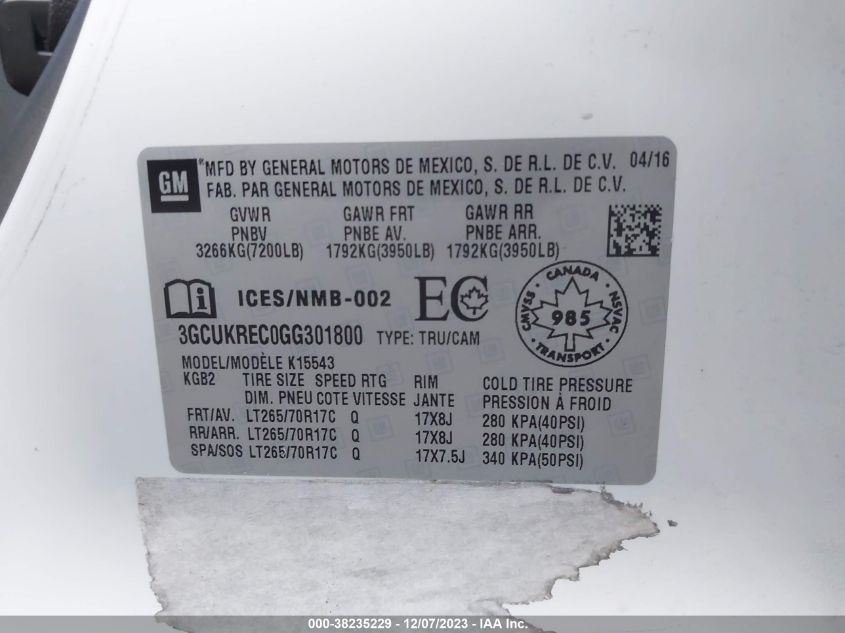 GM
*MFD BY GENERAL MOTORS DE MEXICO, S. DE R.L. DE C.V. 04/16
FAB. PAR GENERAL MOTORS DE MEXICO, S. DE R.L. DE C.V.
GVWR GAWR FRT GAWR RR
PNBV PNBE AV. PNBE ARR.
3266KG(7200LB) 1792KG(3950LB) 1792KG(3950LB)
i ICES/NMB-002 EC
CANADA CMVSS NSVAC 985 TRANSPORT
3GCUKREC0GG301800 TYPE: TRU/CAM
MODEL/MODÈLE K15543
KGB2 TIRE SIZE SPEED RTG RIM COLD TIRE PRESSURE
DIM. PNEU COTE VITESSE JANTE PRESSION À FROID
FRT/AV. LT265/70R17C Q 17X8J 280 KPA(40PSI)
RR/ARR. LT265/70R17C Q 17X8J 280 KPA(40PSI)
SPA/SOS LT265/70R17C Q 17X7.5J 340 KPA(50PSI)
000-38235229 - 12/07/2023 - IAA Inc.